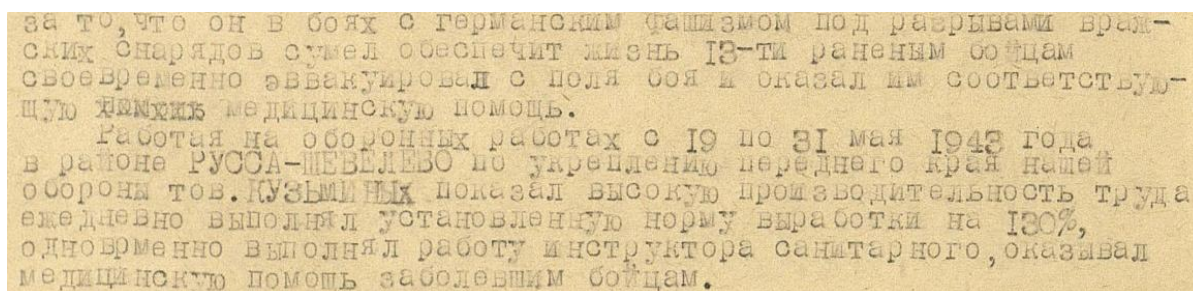 за то, что он в боях с германским фашизмом под разрывами враж-
ских снарядов сумел обеспечит жизнь 13-ти раненым бойцам
своевременно эввакуировал с поля боя и оказал им соответствую-
щую медицинскую помощь.
Работая на оборонных работах с 19 по 31 мая 1943 года
в районе РУССА-ШЕВЕЛЕВО по укреплению переднего края нашей
обороны тов.КУЗЬМИНЫХ показал высокую производительность труда
ежедневно выполнял установленную норму выработки на 130%,
одноврменно выполнял работу инструктора санитарного,оказывал
медицинскую помощь заболевшим бойцам.